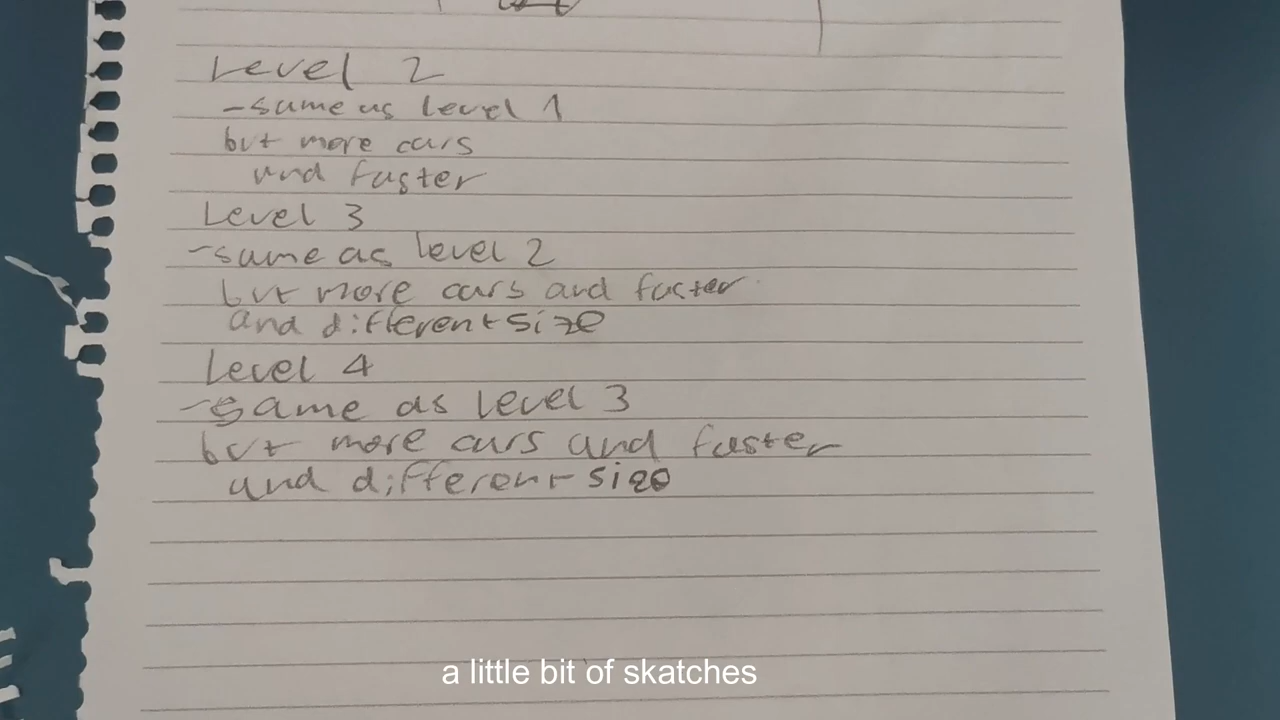 Level 2
-same as level 1
but more cars
and faster
Level 3
-same as level 2
but more cars and faster
and different size
Level 4
-same as level 3
but more cars and faster
and different size
a little bit of skatches